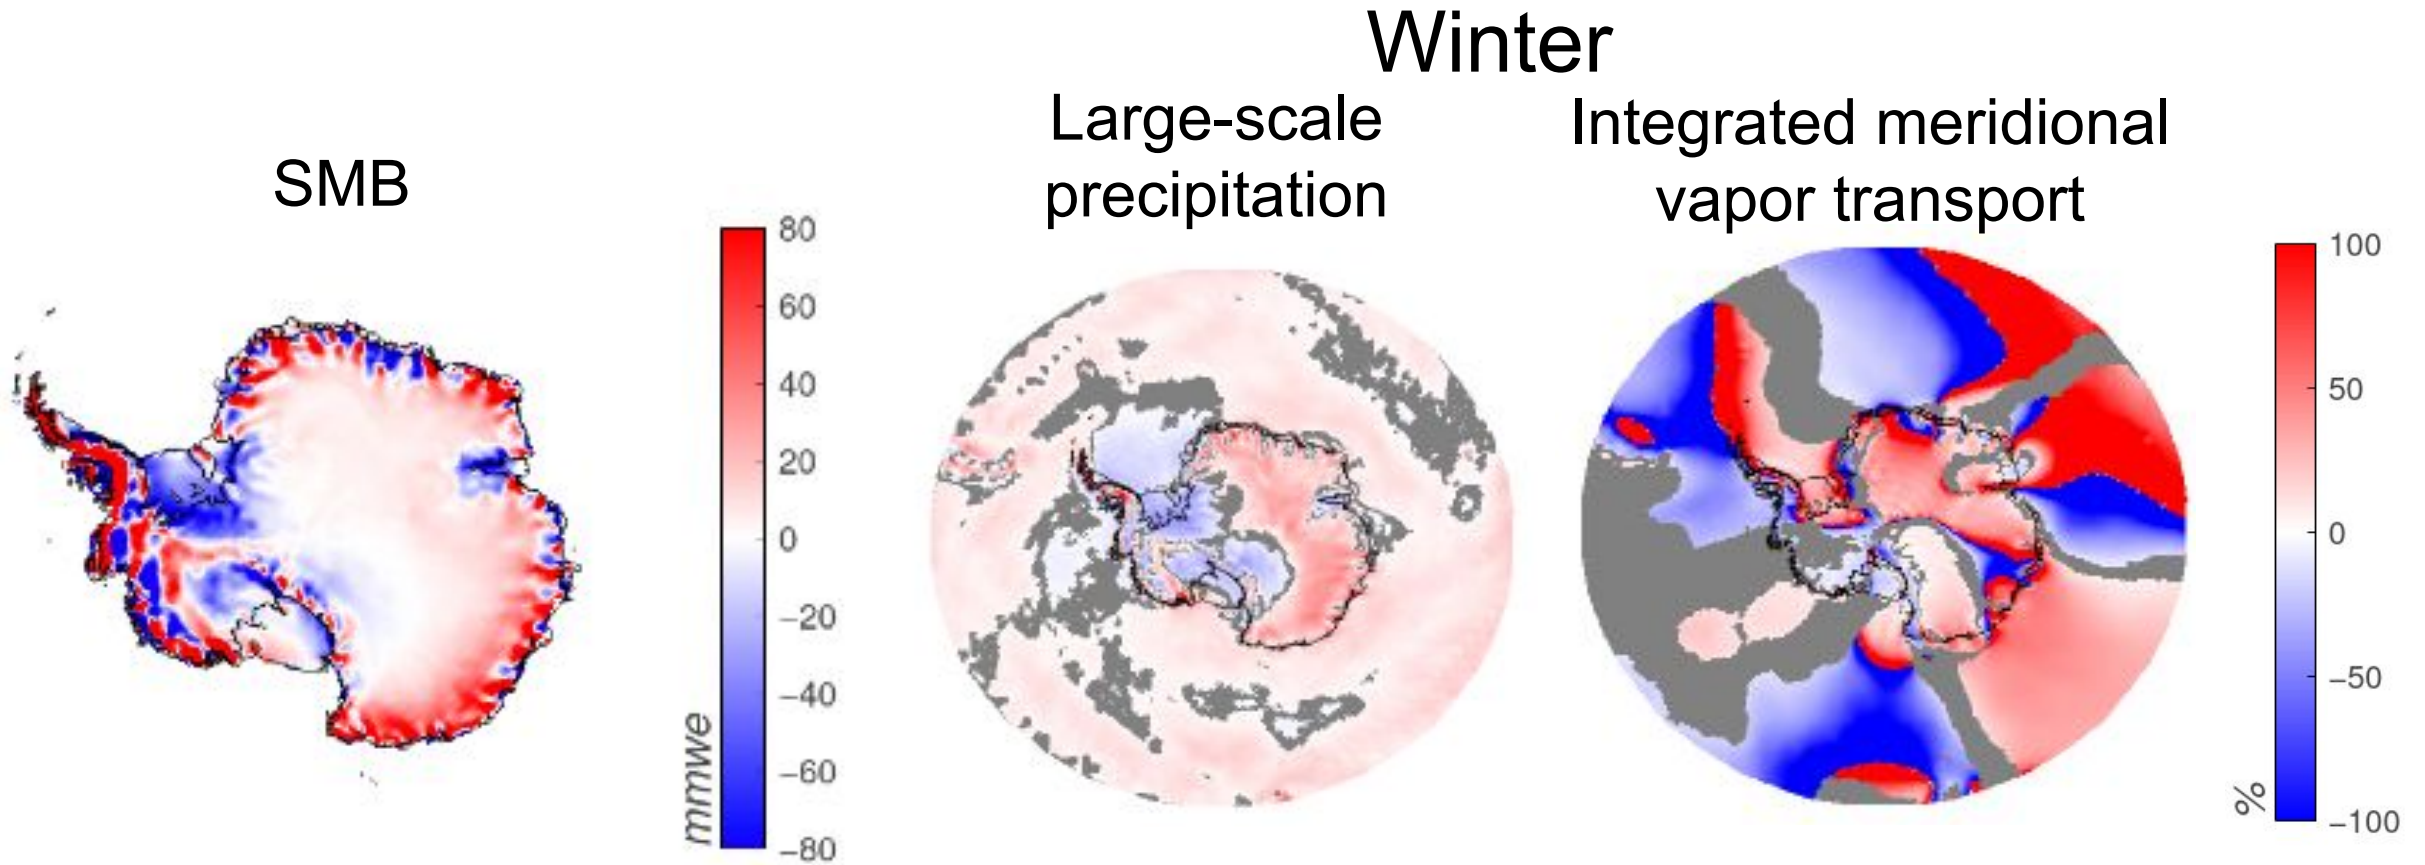 Winter
SMB
Large-scale
precipitation
Integrated meridional
vapor transport
80
60
40
20
0
−20
−40
−60
−80
mmwe
100
50
0
−50
−100
%